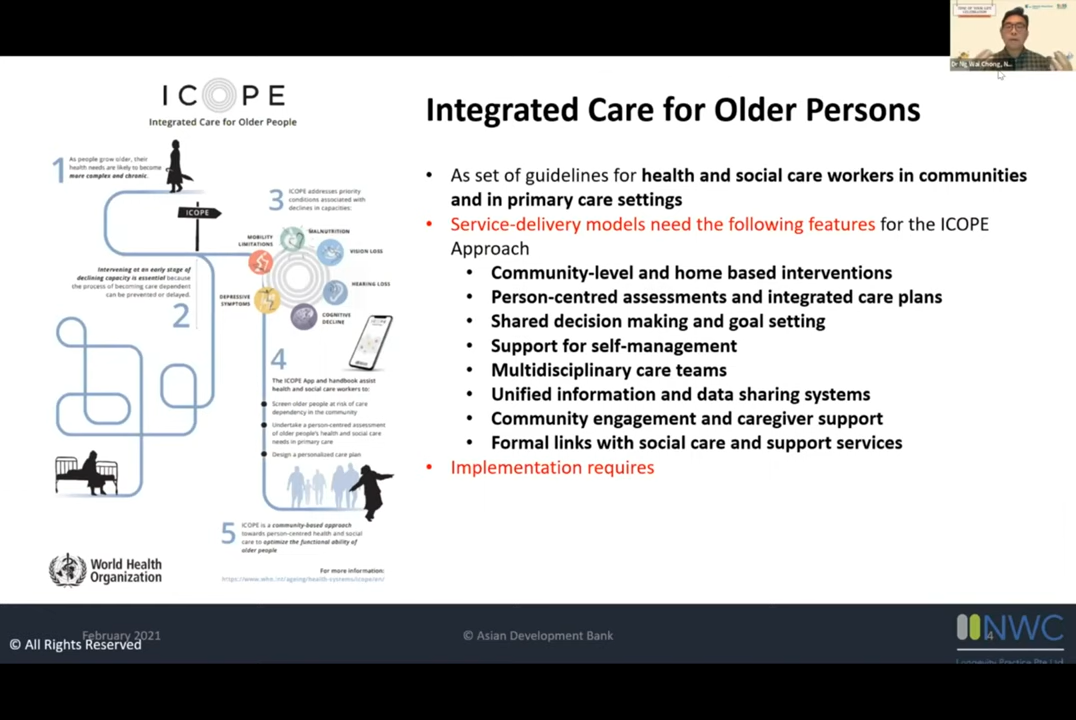 Dr Ng Wai Chong, N...
ICOPE
Integrated Care for Older People
1
As people grow older, their
health needs are likely to become
more complex and chronic.
ICOPE
3
ICOPE addresses priority
conditions associated with
declines in capacities:
MOBILITY
LIMITATIONS
MALNUTRITION
VISION LOSS
HEARING LOSS
COGNITIVE
DECLINE
DEPRESSIVE
SYMPTOMS
Intervening at an early stage of
declining capacity is essential because
the process of becoming care dependent
can be prevented or delayed.
2
4
The ICOPE App and handbook assist
health and social care workers to:
Screen older people at risk of care
dependency in the community
Undertake a person-centred assessment
of older people's health and social care
needs in primary care
Design a personalized care plan
5
ICOPE is a community-based approach
towards person-centred health and social
care to optimize the functional ability of
older people
For more information:
https://www.who.int/ageing/health-systems/icope/en/
World Health
Organization
Integrated Care for Older Persons
• As set of guidelines for health and social care workers in communities
and in primary care settings
• Service-delivery models need the following features for the ICOPE
Approach
• Community-level and home based interventions
• Person-centred assessments and integrated care plans
• Shared decision making and goal setting
• Support for self-management
• Multidisciplinary care teams
• Unified information and data sharing systems
• Community engagement and caregiver support
• Formal links with social care and support services
• Implementation requires
February 2021
© All Rights Reserved
© Asian Development Bank
4
NWC
Longevity Practice Pte Ltd